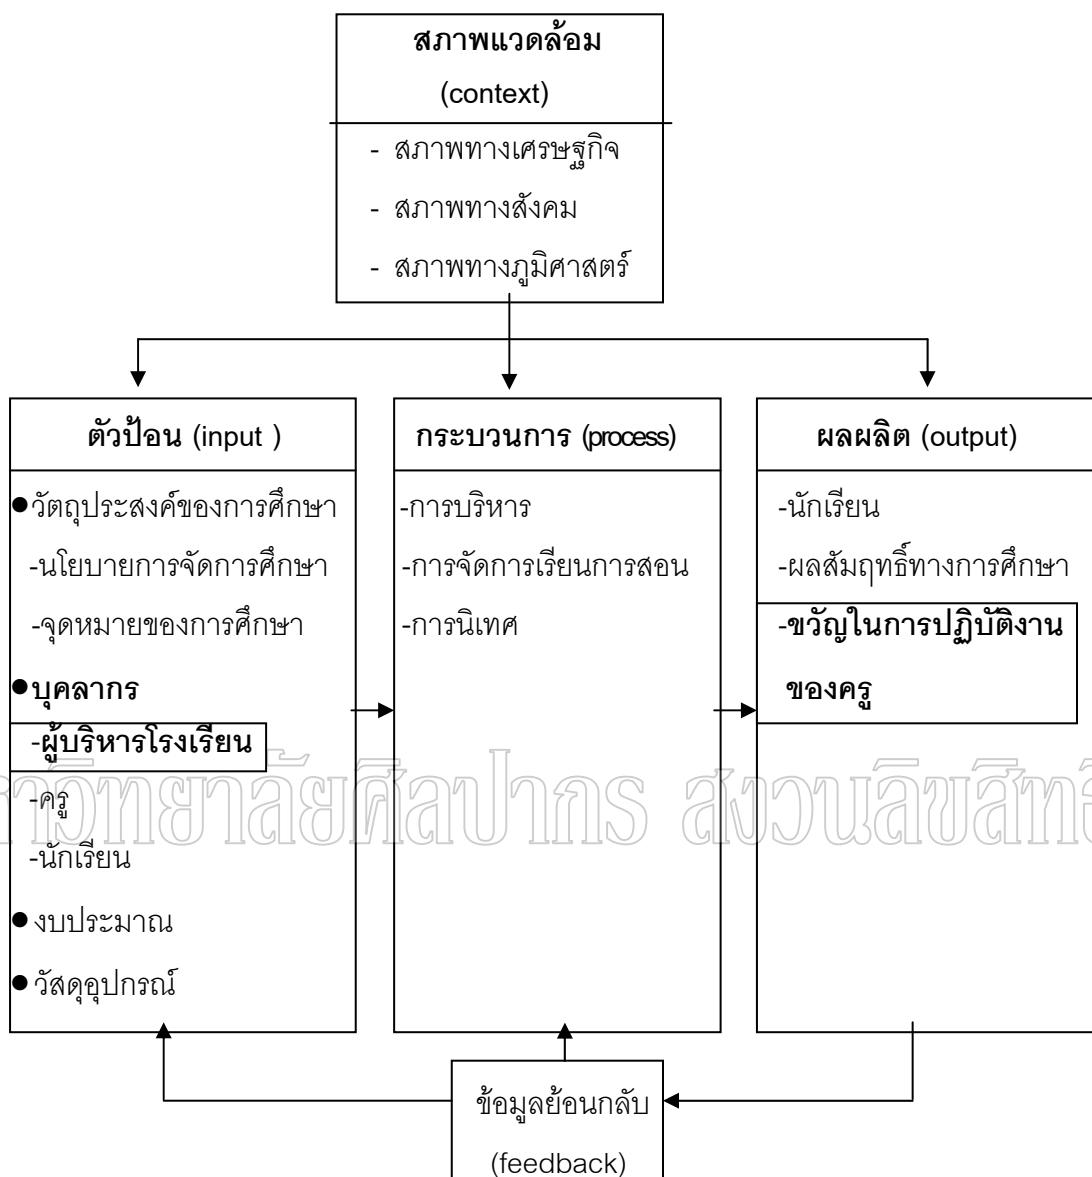 สภาพแวดล้อม
(context)
- สภาพทางเศรษฐกิจ
- สภาพทางสังคม
- สภาพทางภูมิศาสตร์
ตัวป้อน (input )
●วัตถุประสงค์ของการศึกษา
-นโยบายการจัดการศึกษา
-จุดหมายของการศึกษา
●บุคลากร
-ผู้บริหารโรงเรียน
-ครู
-นักเรียน
●งบประมาณ
●วัสดุอุปกรณ์
กระบวนการ (process)
-การบริหาร
-การจัดการเรียนการสอน
-การนิเทศ
ผลผลิต (output)
-นักเรียน
-ผลสัมฤทธิ์ทางการศึกษา
-ขวัญในการปฏิบัติงาน
ของครู
าวิทยาลัยศิลปากร สงวนลิขสิทธิ
ข้อมูลย้อนกลับ
(feedback)